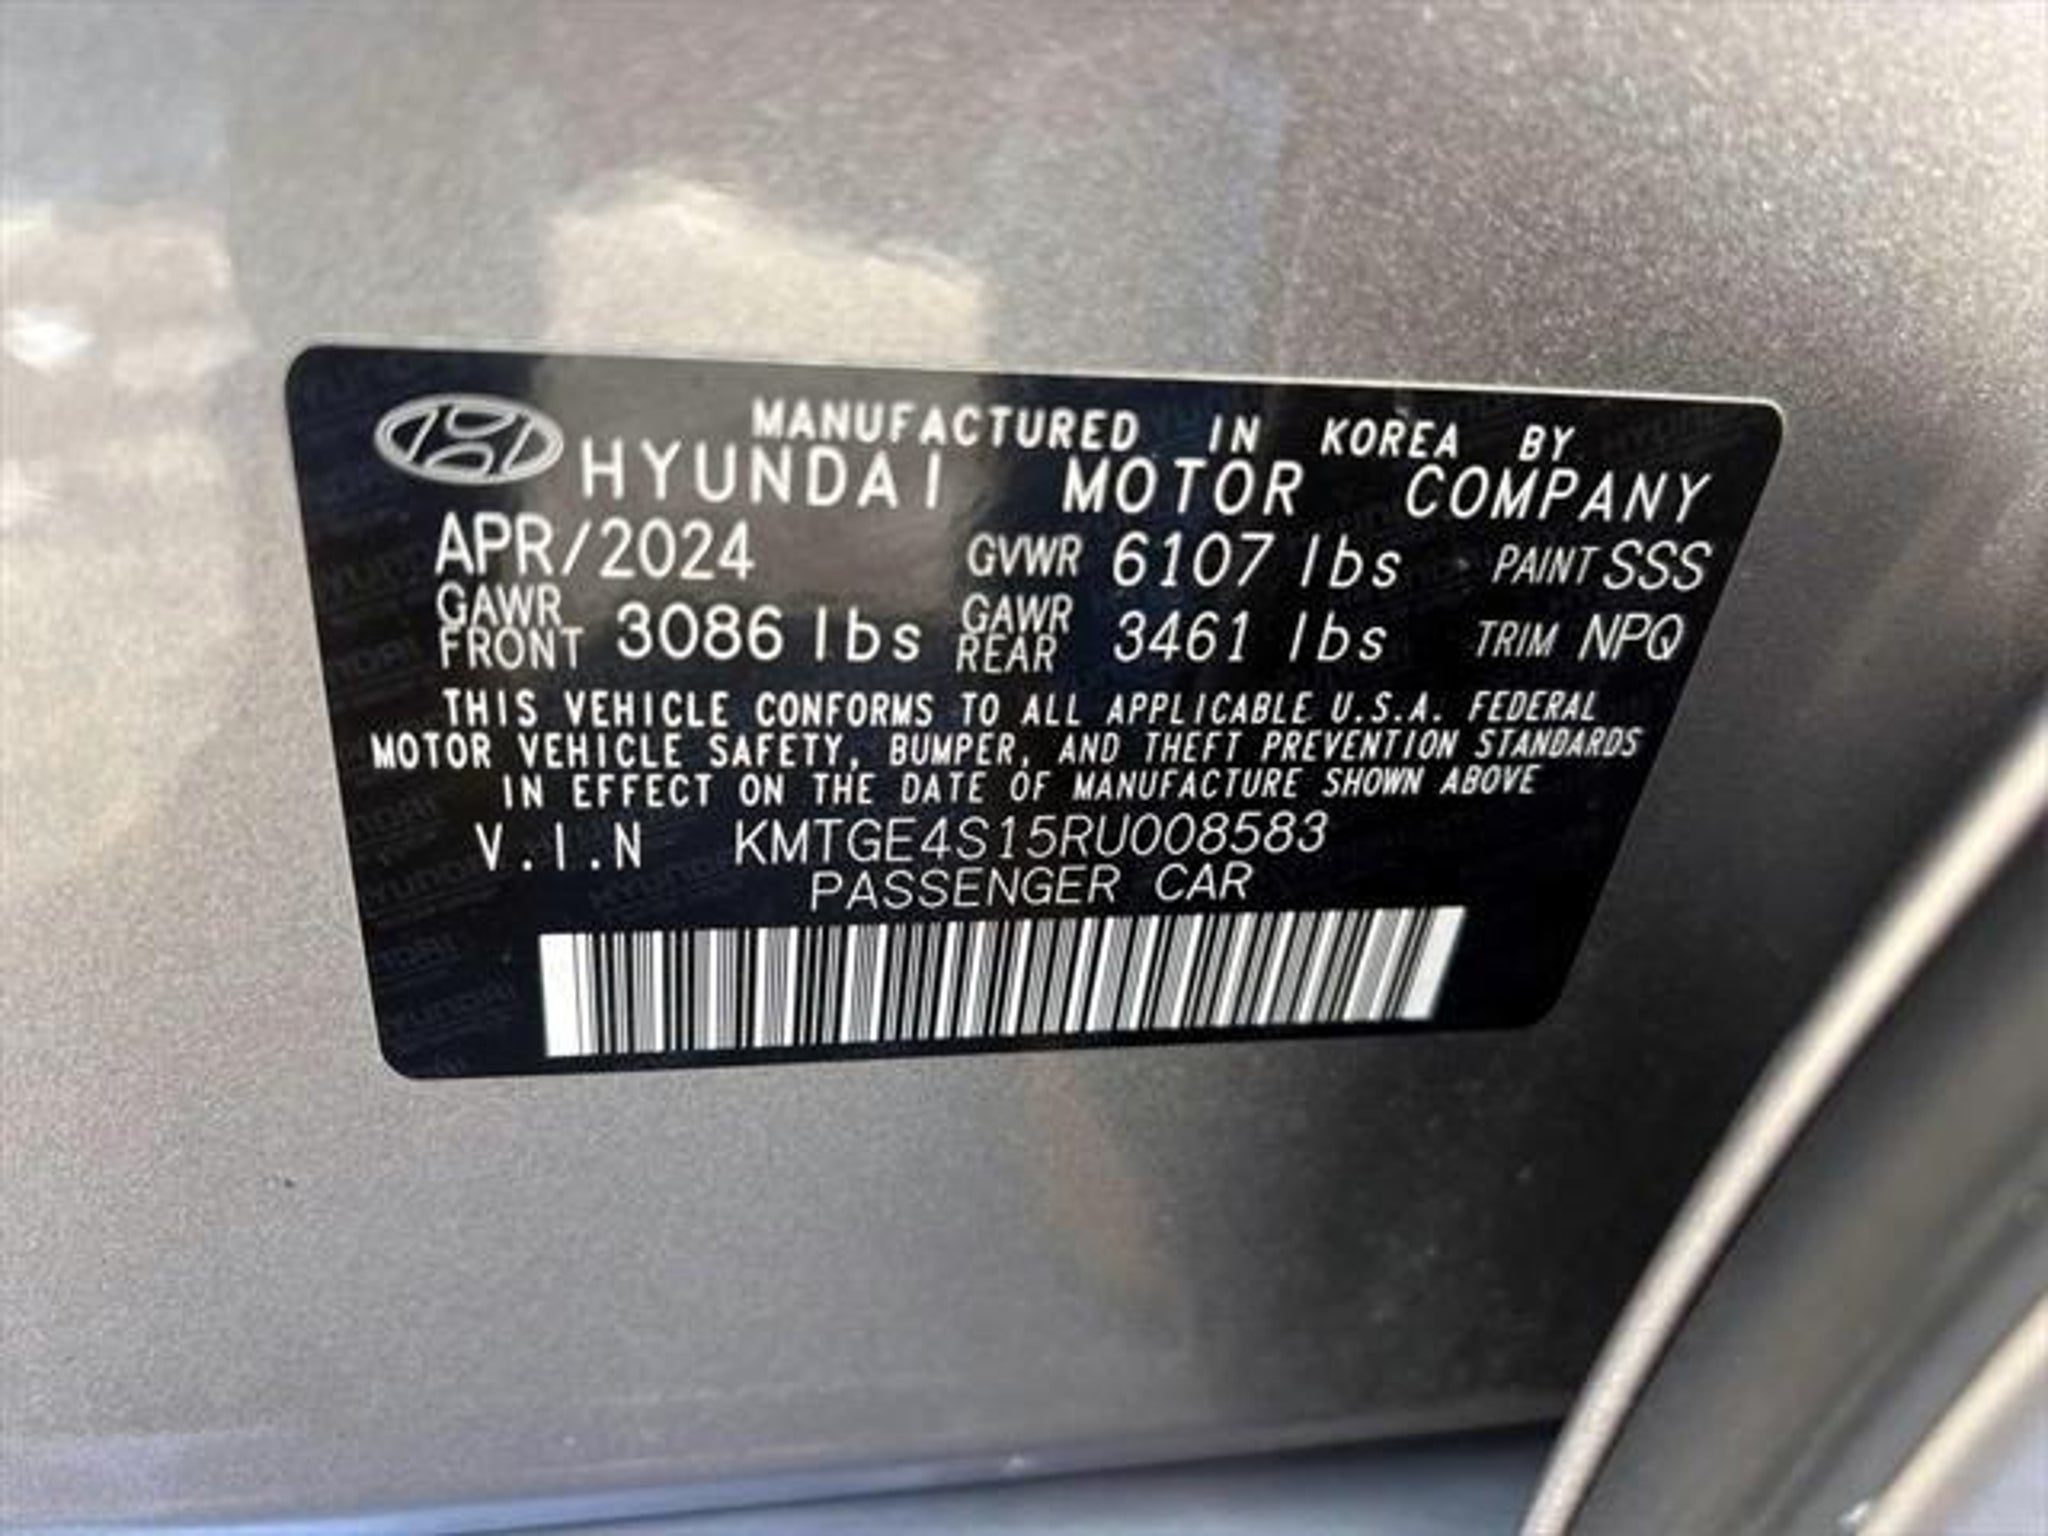 MANUFACTURED IN KOREA BY
HYUNDAI MOTOR COMPANY
APR/2024 GVWR 6107 lbs PAINT SSS
GAWR FRONT 3086 lbs GAWR REAR 3461 lbs TRIM NPQ
THIS VEHICLE CONFORMS TO ALL APPLICABLE U.S.A. FEDERAL
MOTOR VEHICLE SAFETY, BUMPER, AND THEFT PREVENTION STANDARDS
IN EFFECT ON THE DATE OF MANUFACTURE SHOWN ABOVE
V.I.N KMTGE4S15RU008583
PASSENGER CAR